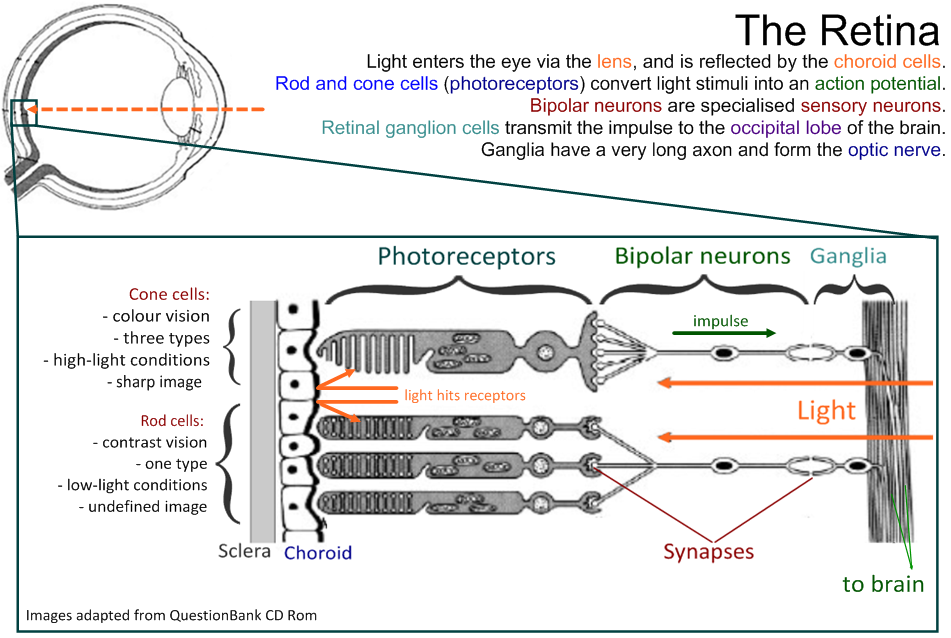 The Retina
Light enters the eye via the lens, and is reflected by the choroid cells.
Rod and cone cells (photoreceptors) convert light stimuli into an action potential.
Bipolar neurons are specialised sensory neurons.
Retinal ganglion cells transmit the impulse to the occipital lobe of the brain.
Ganglia have a very long axon and form the optic nerve.
Photoreceptors
Bipolar neurons
Ganglia
Cone cells:
- colour vision
- three types
- high-light conditions
- sharp image
impulse
light hits receptors
Light
Rod cells:
- contrast vision
- one type
- low-light conditions
- undefined image
Sclera
Choroid
Synapses
to brain
Images adapted from QuestionBank CD Rom